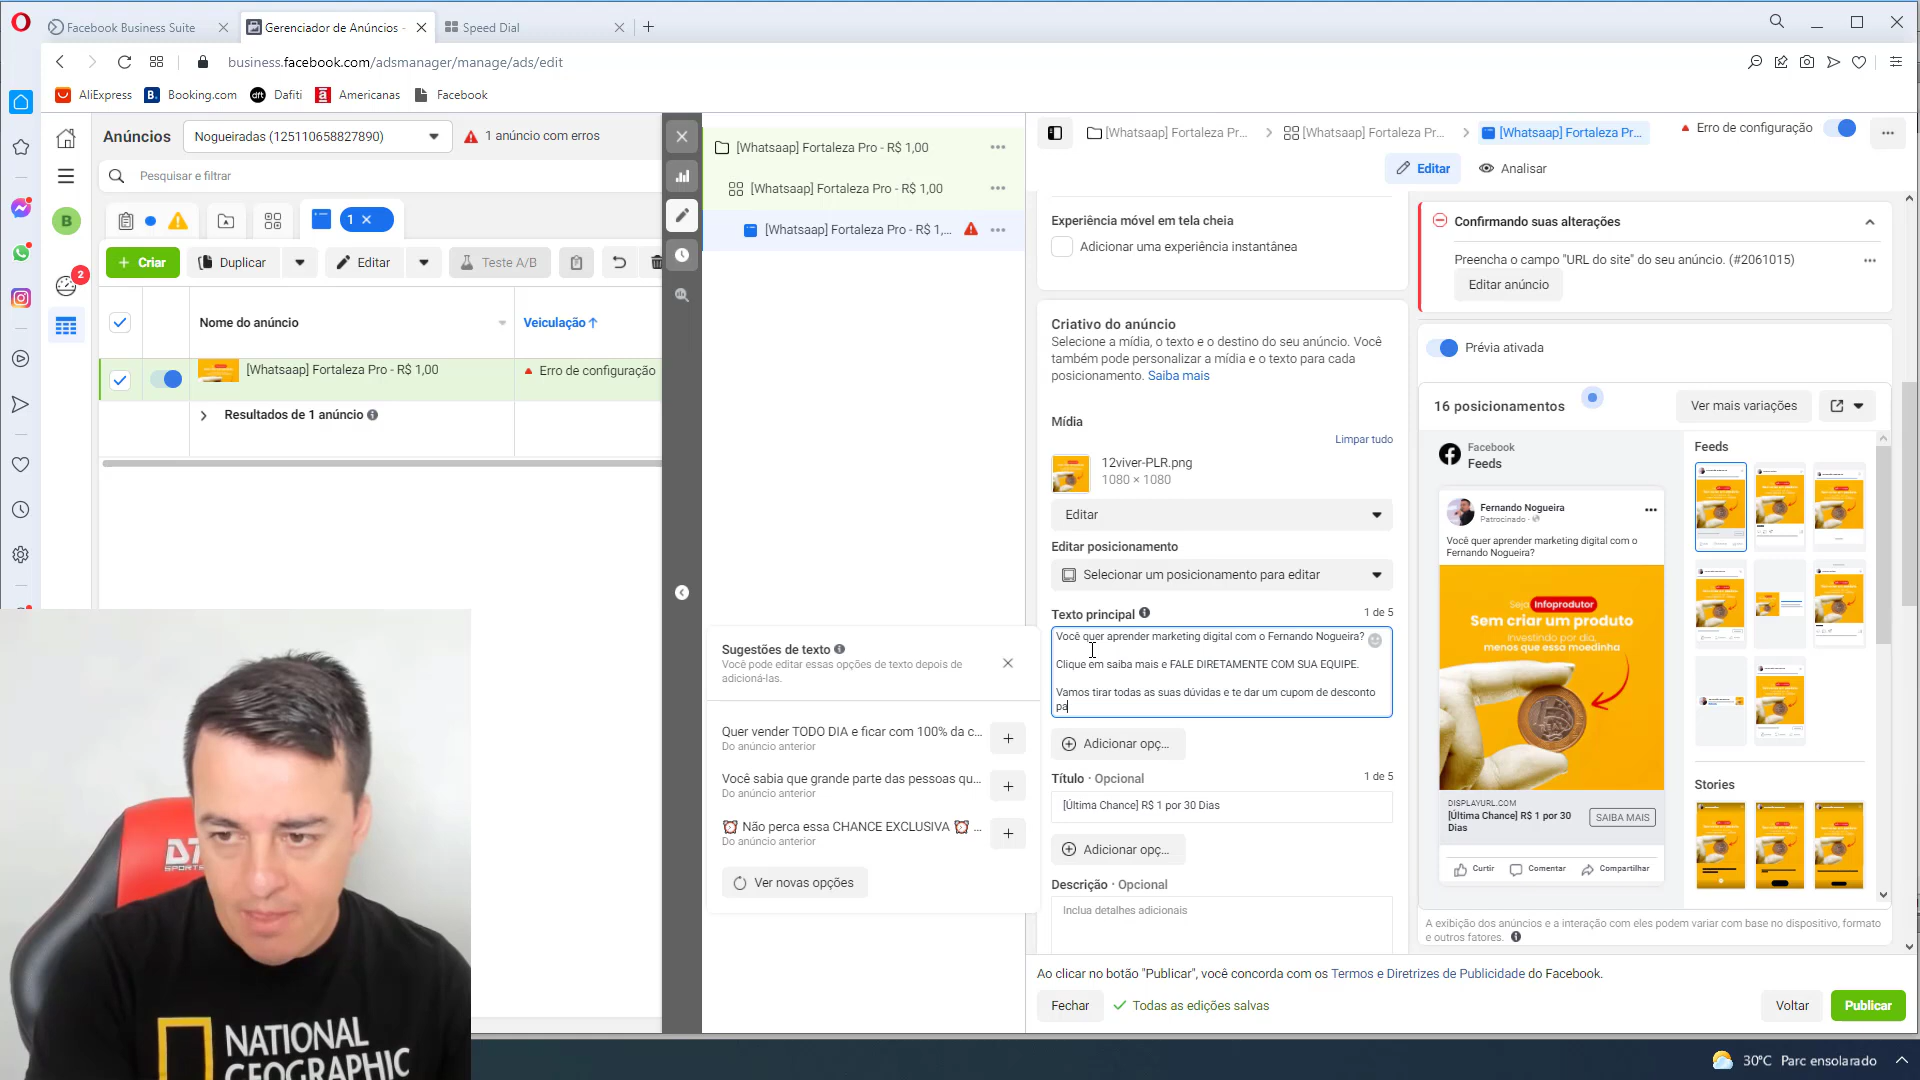 Facebook Business Suite
Gerenciador de Anúncios -
Speed Dial
business.facebook.com/adsmanager/manage/ads/edit
AliExpress
Booking.com
Dafiti
Americanas
Facebook
Anúncios
Nogueiradas (125110658827890)
1 anúncio com erros
Pesquisar e filtrar
1
Criar
Duplicar
Editar
Teste A/B
2
B
Nome do anúncio
Veiculação
[Whatsaap] Fortaleza Pro - R$ 1,00
Erro de configuração
Resultados de 1 anúncio
[Whatsaap] Fortaleza Pro - R$ 1,00
[Whatsaap] Fortaleza Pro - R$ 1,00
[Whatsaap] Fortaleza Pro - R$ 1,...
Sugestões de texto
Você pode editar essas opções de texto depois de
adicioná-las.
Quer vender TODO DIA e ficar com 100% da c...
Do anúncio anterior
Você sabia que grande parte das pessoas qu...
Do anúncio anterior
⏰ Não perca essa CHANCE EXCLUSIVA ⏰ ...
Do anúncio anterior
Ver novas opções
[Whatsaap] Fortaleza Pr...
[Whatsaap] Fortaleza Pr...
[Whatsaap] Fortaleza Pr...
Erro de configuração
Editar
Analisar
Experiência móvel em tela cheia
Adicionar uma experiência instantânea
Criativo do anúncio
Selecione a mídia, o texto e o destino do seu anúncio. Você
também pode personalizar a mídia e o texto para cada
posicionamento. Saiba mais
Mídia
Limpar tudo
12viver-PLR.png
1080 × 1080
Editar
Editar posicionamento
Selecionar um posicionamento para editar
Texto principal
1 de 5
Você quer aprender marketing digital com o Fernando Nogueira?
Clique em saiba mais e FALE DIRETAMENTE COM SUA EQUIPE.
Vamos tirar todas as suas dúvidas e te dar um cupom de desconto
pa
Adicionar opç...
Título · Opcional
1 de 5
[Última Chance] R$ 1 por 30 Dias
Adicionar opç...
Descrição · Opcional
Inclua detalhes adicionais
Confirmando suas alterações
Preencha o campo "URL do site" do seu anúncio. (#2061015)
Editar anúncio
Prévia ativada
16 posicionamentos
Ver mais variações
Facebook
Feeds
Fernando Nogueira
Patrocinado ·
Você quer aprender marketing digital com o
Fernando Nogueira?
Seja Infoprodutor
Sem criar um produto
Investindo por dia,
menos que essa moedinha
DISPLAYURL.COM
[Última Chance] R$ 1 por 30
Dias
SAIBA MAIS
Curtir
Comentar
Compartilhar
Feeds
Stories
A exibição dos anúncios e a interação com eles podem variar com base no dispositivo, formato
e outros fatores.
Ao clicar no botão "Publicar", você concorda com os Termos e Diretrizes de Publicidade do Facebook.
Fechar
Todas as edições salvas
Voltar
Publicar
NATIONAL
GEOGRAPHIC
30°C Parc ensolarado